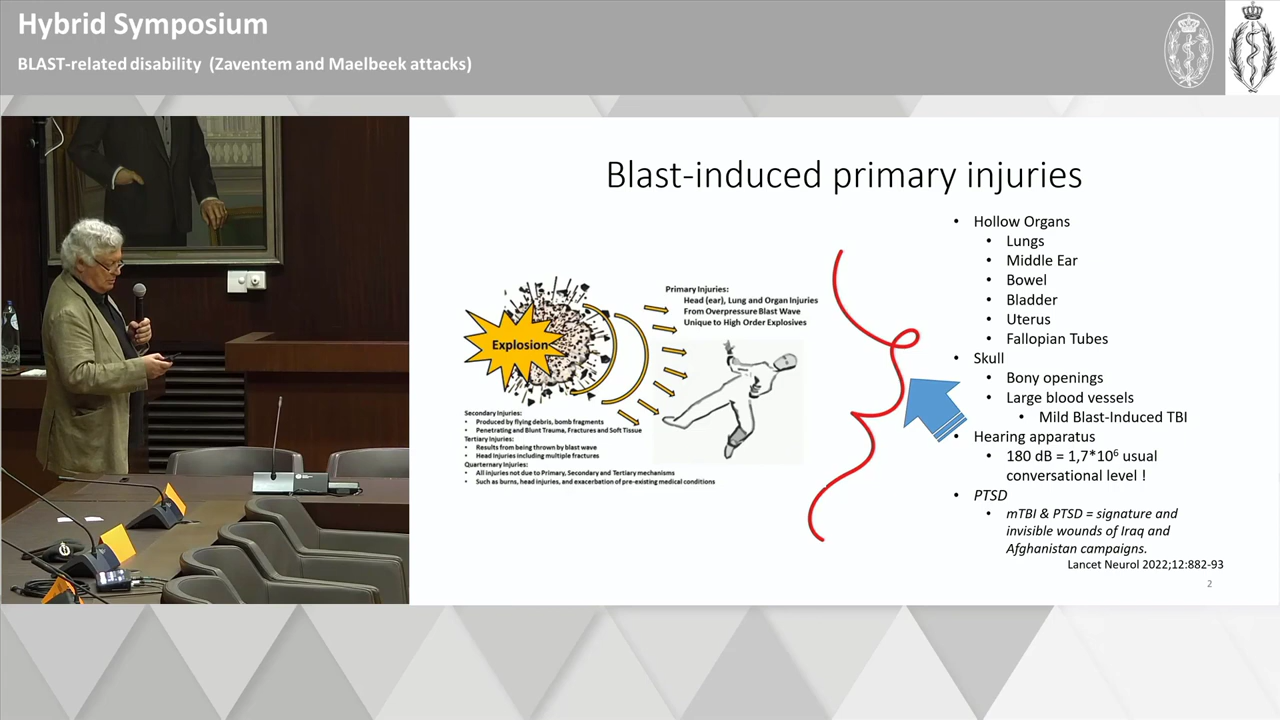 Hybrid Symposium
BLAST-related disability (Zaventem and Maelbeek attacks)
Blast-induced primary injuries
Explosion
Primary Injuries:
Head (ear), Lung and Organ Injuries
From Overpressure Blast Wave
Unique to High Order Explosives
Secondary Injuries:
• Produced by flying debris, bomb fragments
• Penetrating and Blunt Trauma, Fractures and Soft Tissue
Tertiary Injuries:
• Results from being thrown by blast wave
• Head Injuries including multiple fractures
Quarternary Injuries:
• All injuries not due to Primary, Secondary and Tertiary mechanisms
• Such as burns, head injuries, and exacerbation of pre-existing medical conditions
• Hollow Organs
• Lungs
• Middle Ear
• Bowel
• Bladder
• Uterus
• Fallopian Tubes
• Skull
• Bony openings
• Large blood vessels
• Mild Blast-Induced TBI
• Hearing apparatus
• 180 dB = 1,7*10⁶ usual
conversational level !
• PTSD
• mTBI & PTSD = signature and
invisible wounds of Iraq and
Afghanistan campaigns.
Lancet Neurol 2022;12:882-93
2